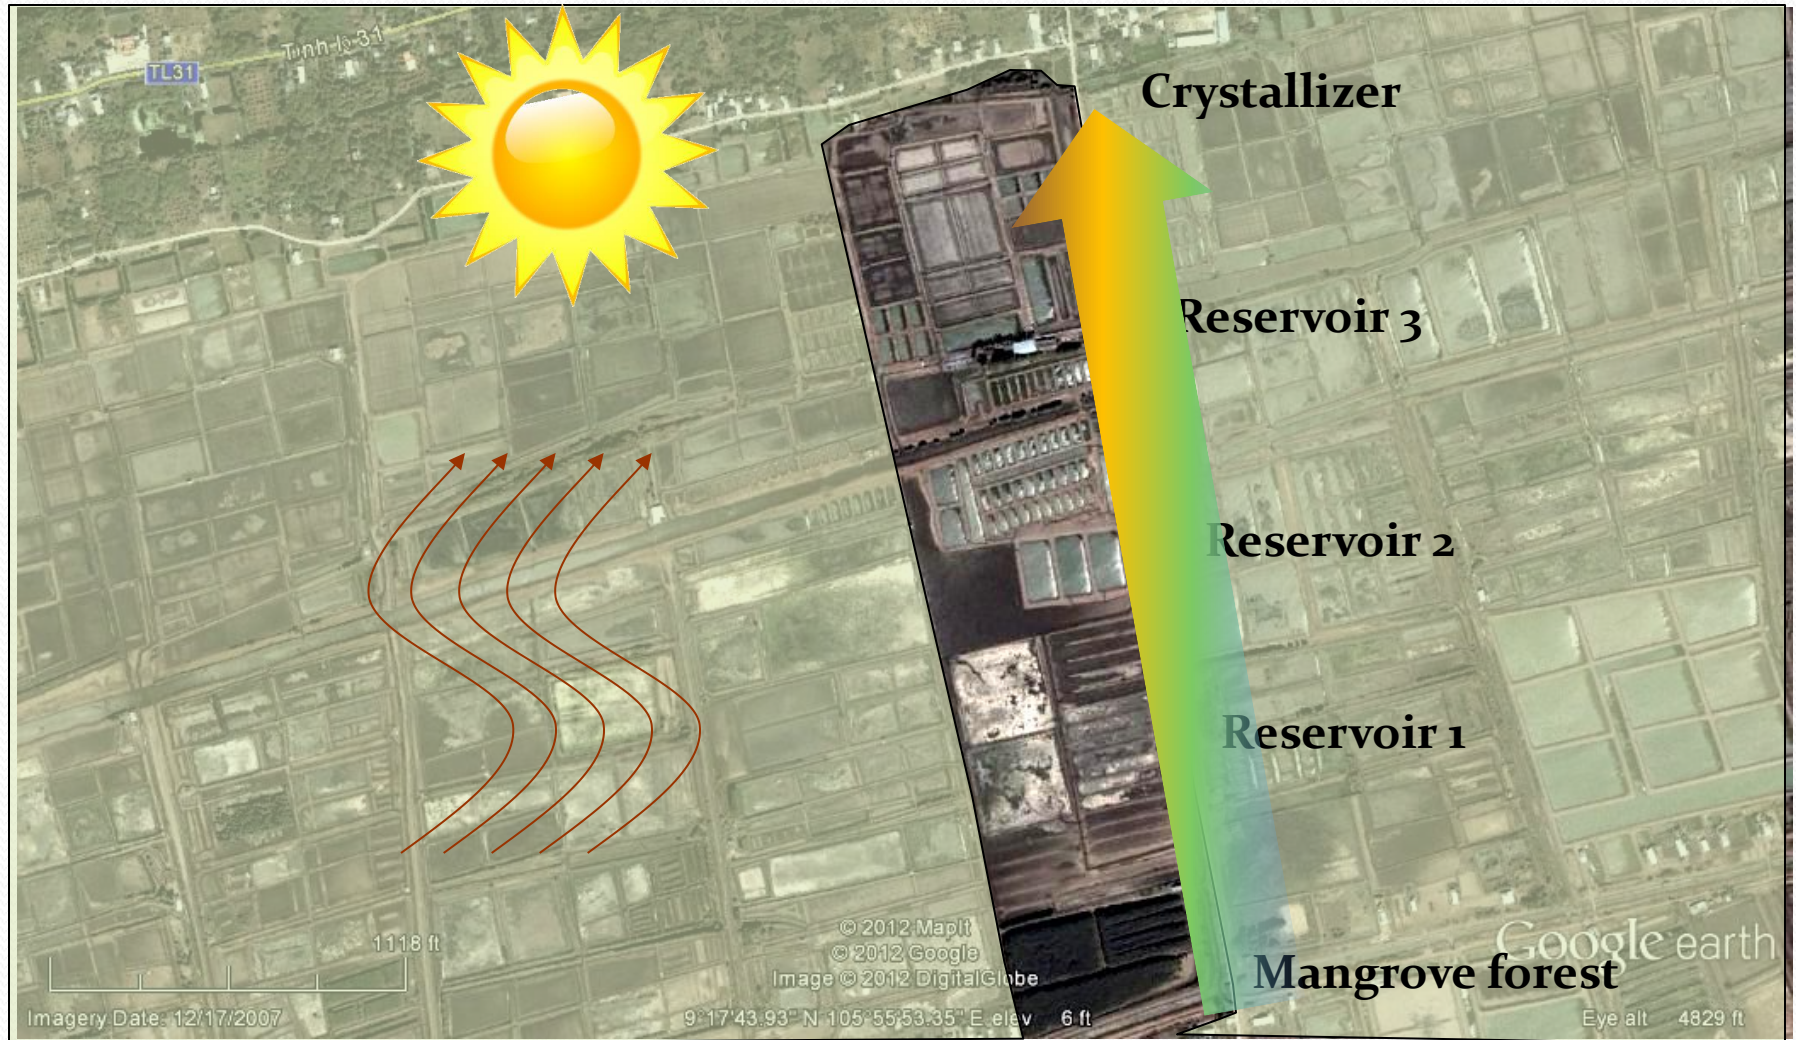 Tỉnh lộ 31
TL31
Crystallizer
Reservoir 3
Reservoir 2
Reservoir 1
Mangrove forest
1118 ft
© 2012 MapIt
© 2012 Google
Image © 2012 DigitalGlobe
Google earth
Imagery Date: 12/17/2007
9°17'43.93" N 105°55'53.35" E elev 6 ft
Eye alt 4829 ft